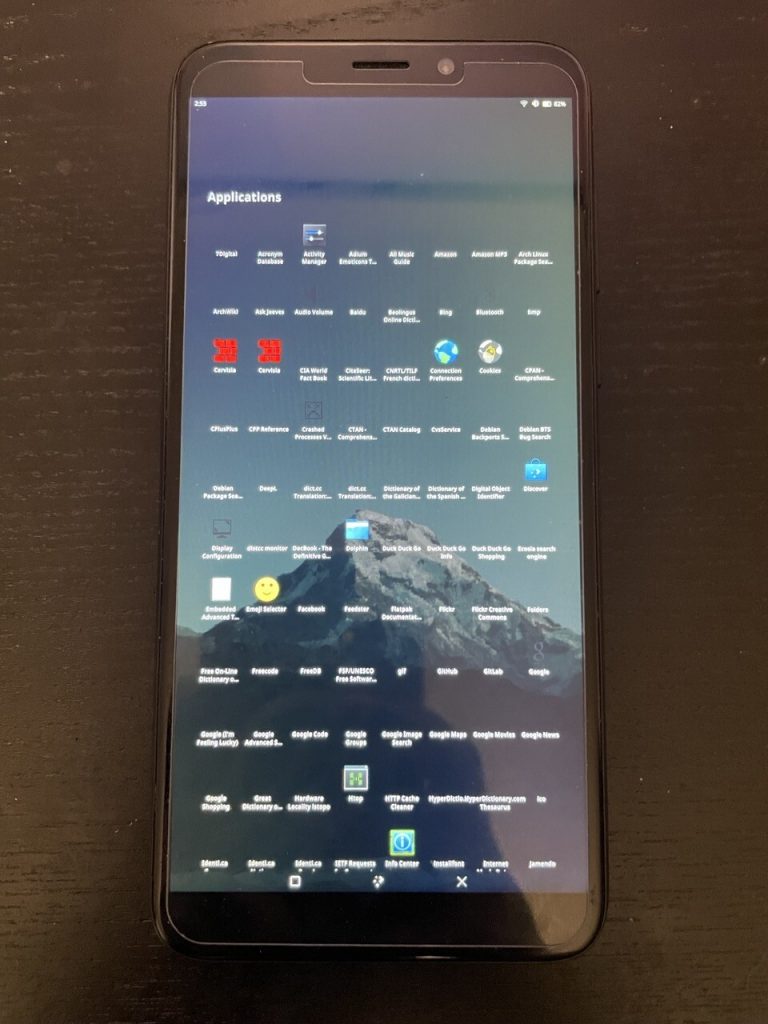 2:53
82%
Applications
TDigital Acronym Activity Adium All Music Amazon Amazon MP3 Arch Linux
Database Manager Emoticons T... Guide Package Sea...
ArchWiki Ask Jeeves Audio Volume Baidu Beolingus Bing Bluetooth bmp
Online Dicti...
Cervisia Cervisia CIA World CiteSeer: CNRTL/TILF Connection Cookies CPAN -
Fact Book Scientific Lit... French dicti... Preferences Comprehens...
CPlusPlus CPP Reference Crashed CTAN - CTAN Catalog CvsService Debian Debian BTS
Processes V... Comprehens... Backports S... Bug Search
Debian DeepL dict.cc dict.cc Dictionary of Dictionary of Digital Object Discover
Package Sea... Translation:... Translation:... the Galician... the Spanish ... Identifier
Display distcc monitor DocBook - The Dolphin Duck Duck Go Duck Duck Go Duck Duck Go Ecosia search
Configuration Definitive G... Info Shopping engine
Embedded Emoji Selector Facebook Feedster Flatpak Flickr Flickr Creative Folders
Advanced T... Documentat... Commons
Free On-Line Freecode FreeDB FSF/UNESCO gif GitHub GitLab Google
Dictionary o... Free Softwar...
Google (I'm Google Google Code Google Google Image Google Maps Google Movies Google News
Feeling Lucky) Advanced S... Groups Search
Google Great Hardware Htop HTTP Cache HyperDictio... HyperDictionary.com ico
Shopping Dictionary o... Locality Cleaner Thesaurus
Identi.ca Identi.ca Identi.ca IETF Requests Info Center InstallFont Internet Jamendo